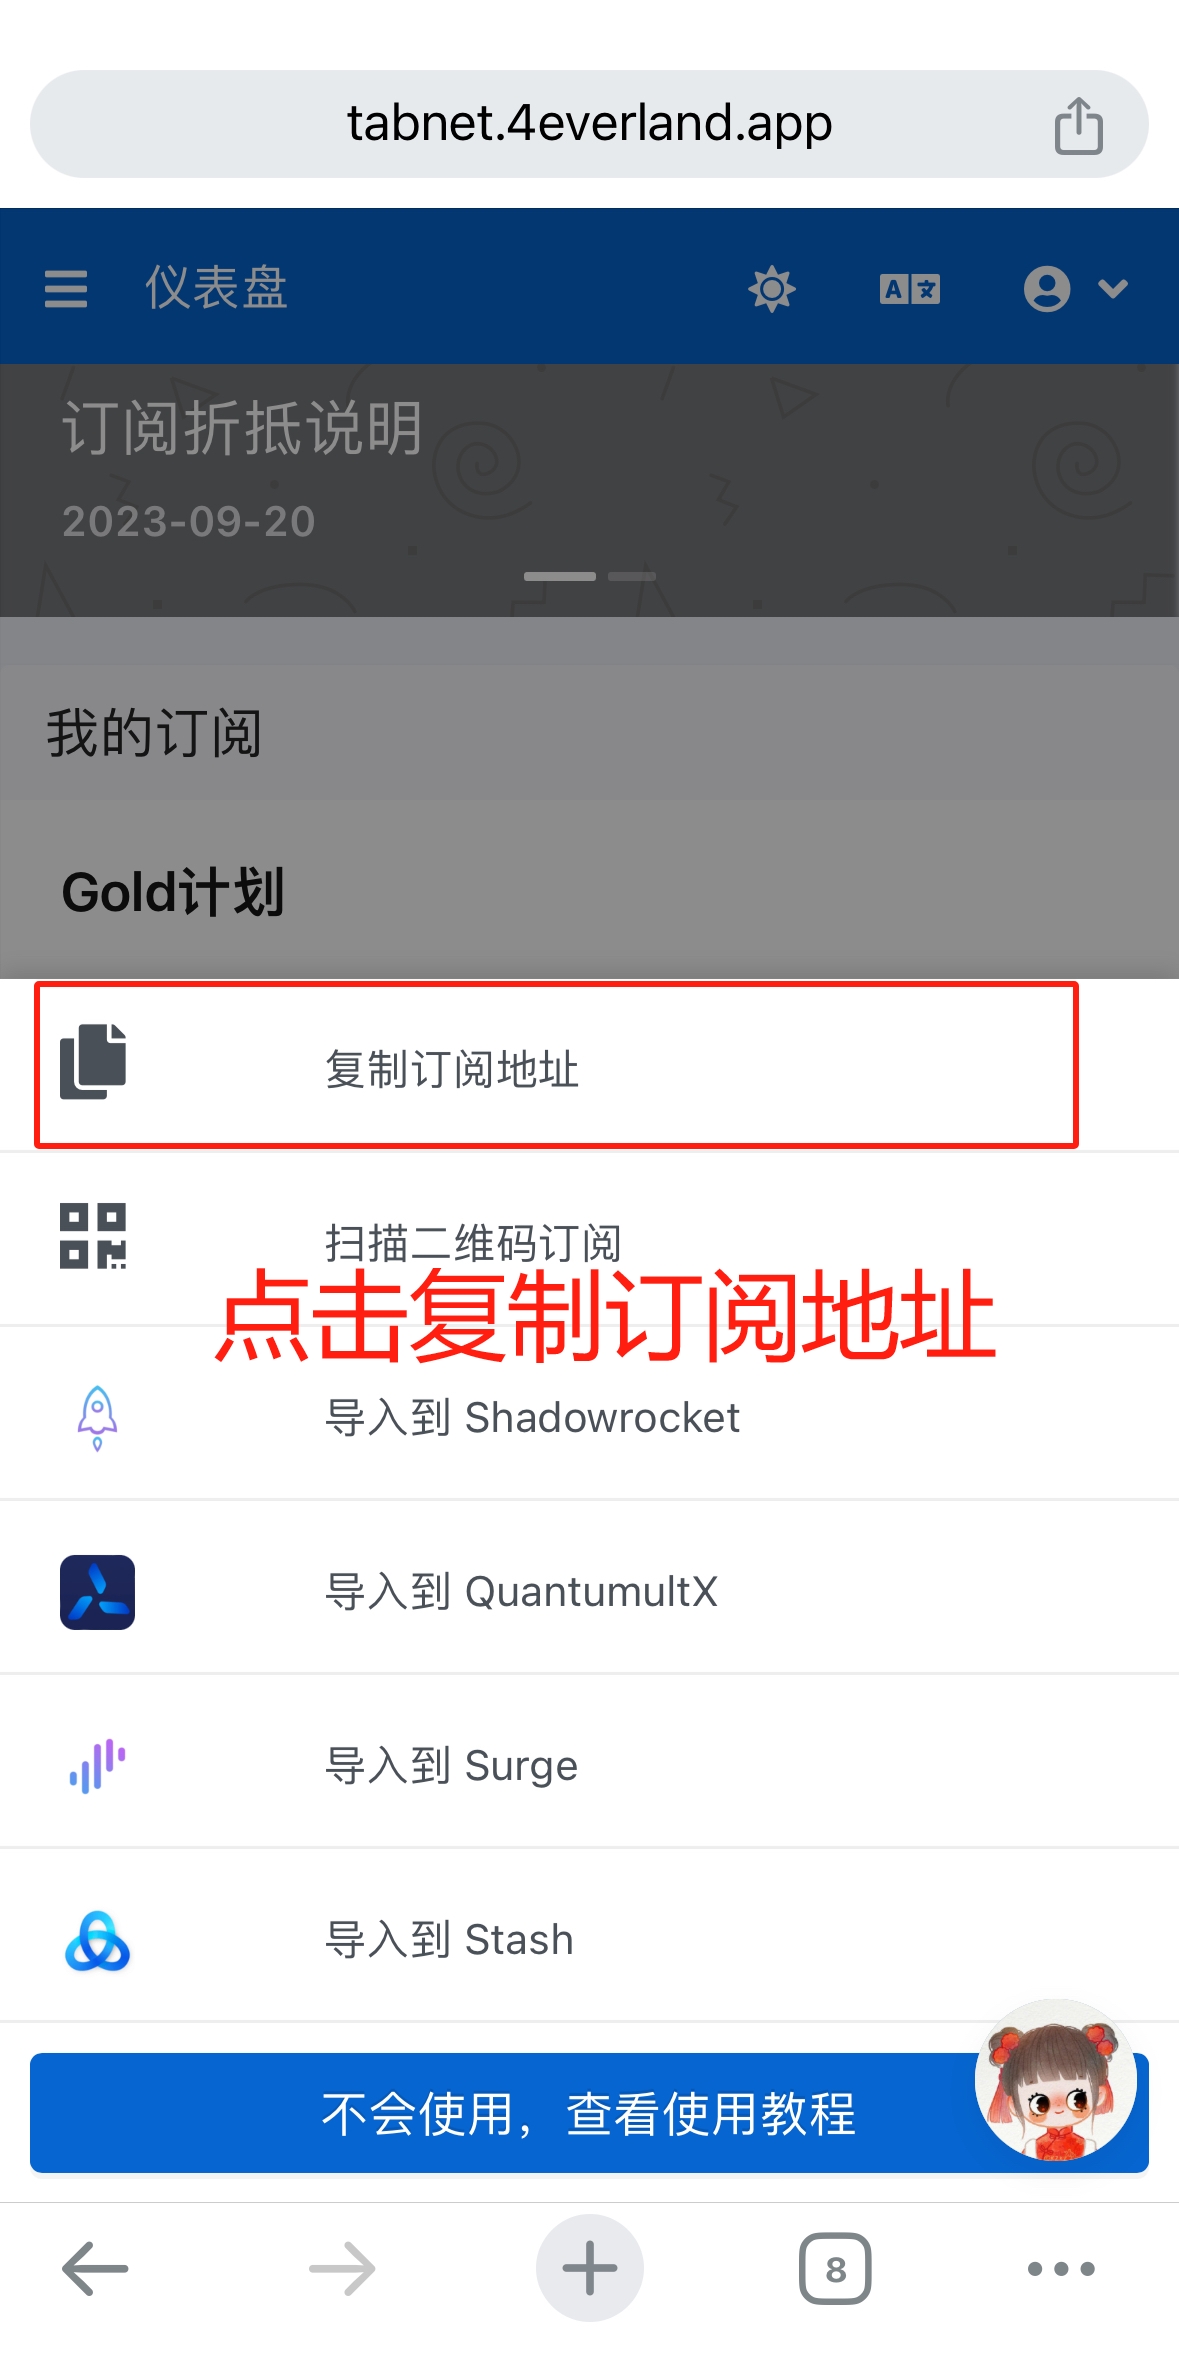 tabnet.4everland.app
仪表盘
订阅折抵说明
2023-09-20
我的订阅
Gold计划
复制订阅地址
扫描二维码订阅
点击复制订阅地址
导入到 Shadowrocket
导入到 QuantumultX
导入到 Surge
导入到 Stash
不会使用，查看使用教程
8